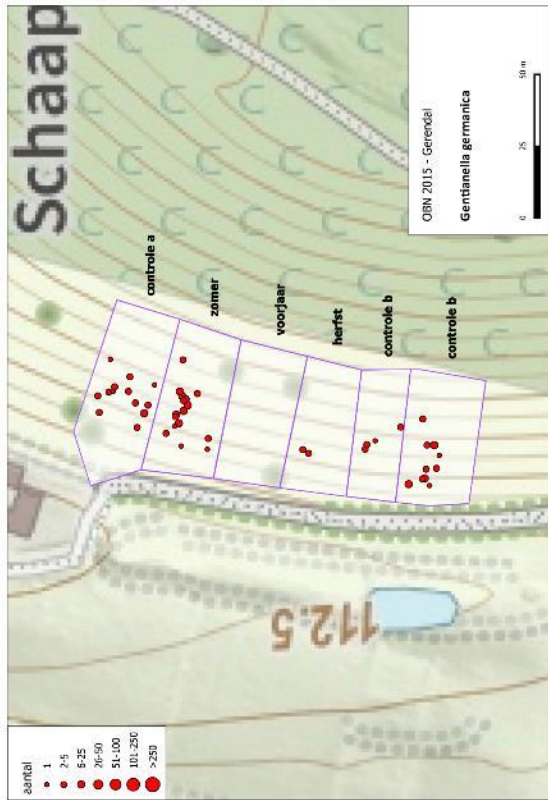 Schaap
controle a
zomer
voorjaar
herfst
controle b
controle b
112.5
OBN 2015 - Gerendal
Gentianella germanica
0 25 50 m
aantal
1
2-5
6-25
26-50
51-100
101-250
>250